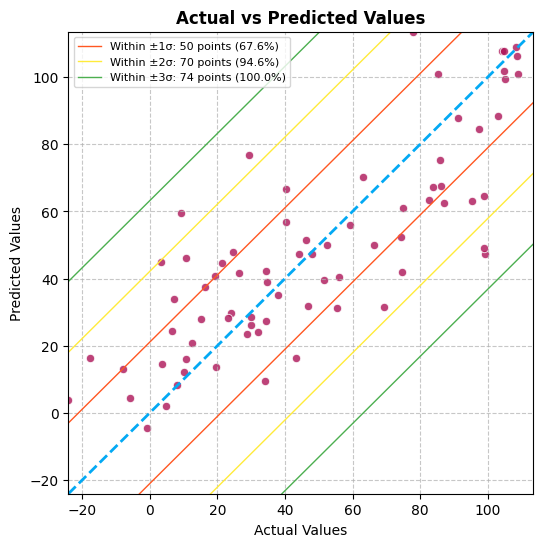 Actual vs Predicted Values
Within ±1σ: 50 points (67.6%)
Within ±2σ: 70 points (94.6%)
Within ±3σ: 74 points (100.0%)
100
80
60
40
20
0
−20
Predicted Values
−20 0 20 40 60 80 100
Actual Values